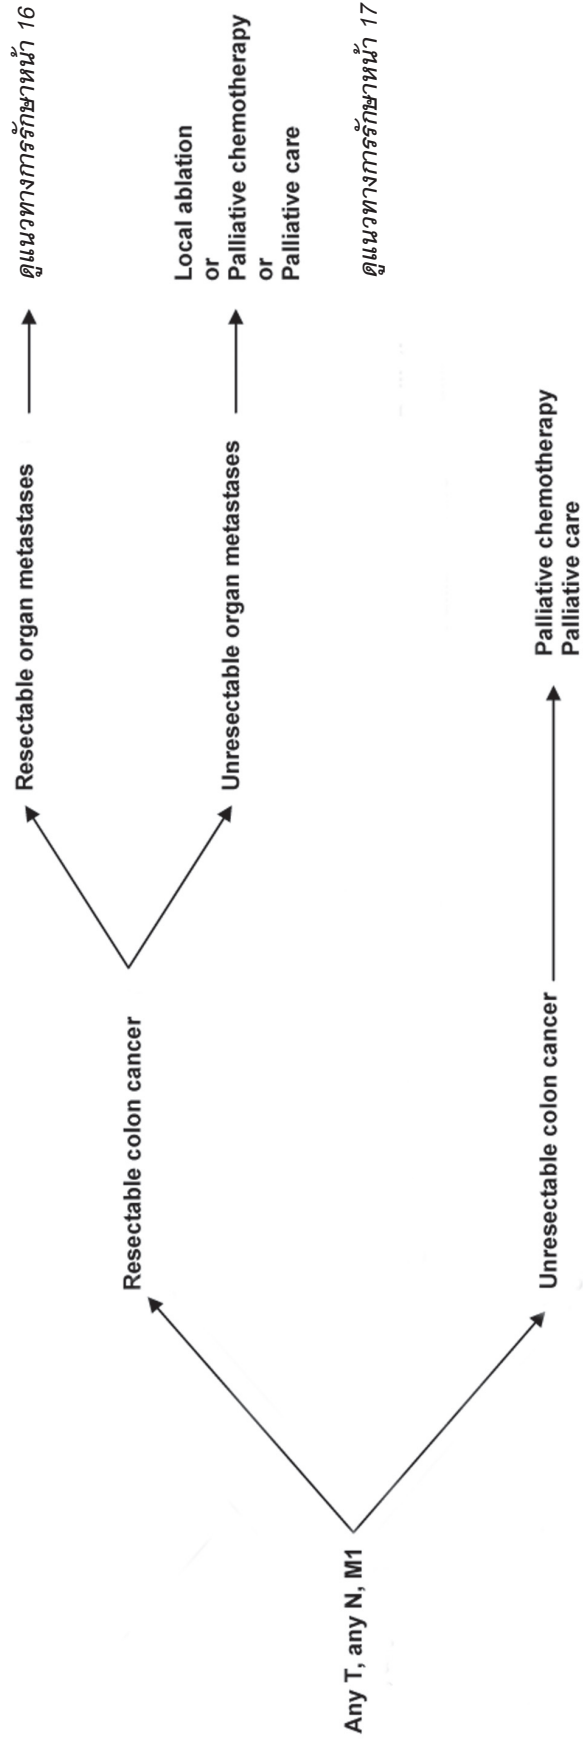 Any T, any N, M1
Resectable colon cancer
Resectable organ metastases
ดูแนวทางการรักษาหน้า 16
Unresectable organ metastases
Local ablation
or
Palliative chemotherapy
or
Palliative care
ดูแนวทางการรักษาหน้า 17
Unresectable colon cancer
Palliative chemotherapy
Palliative care